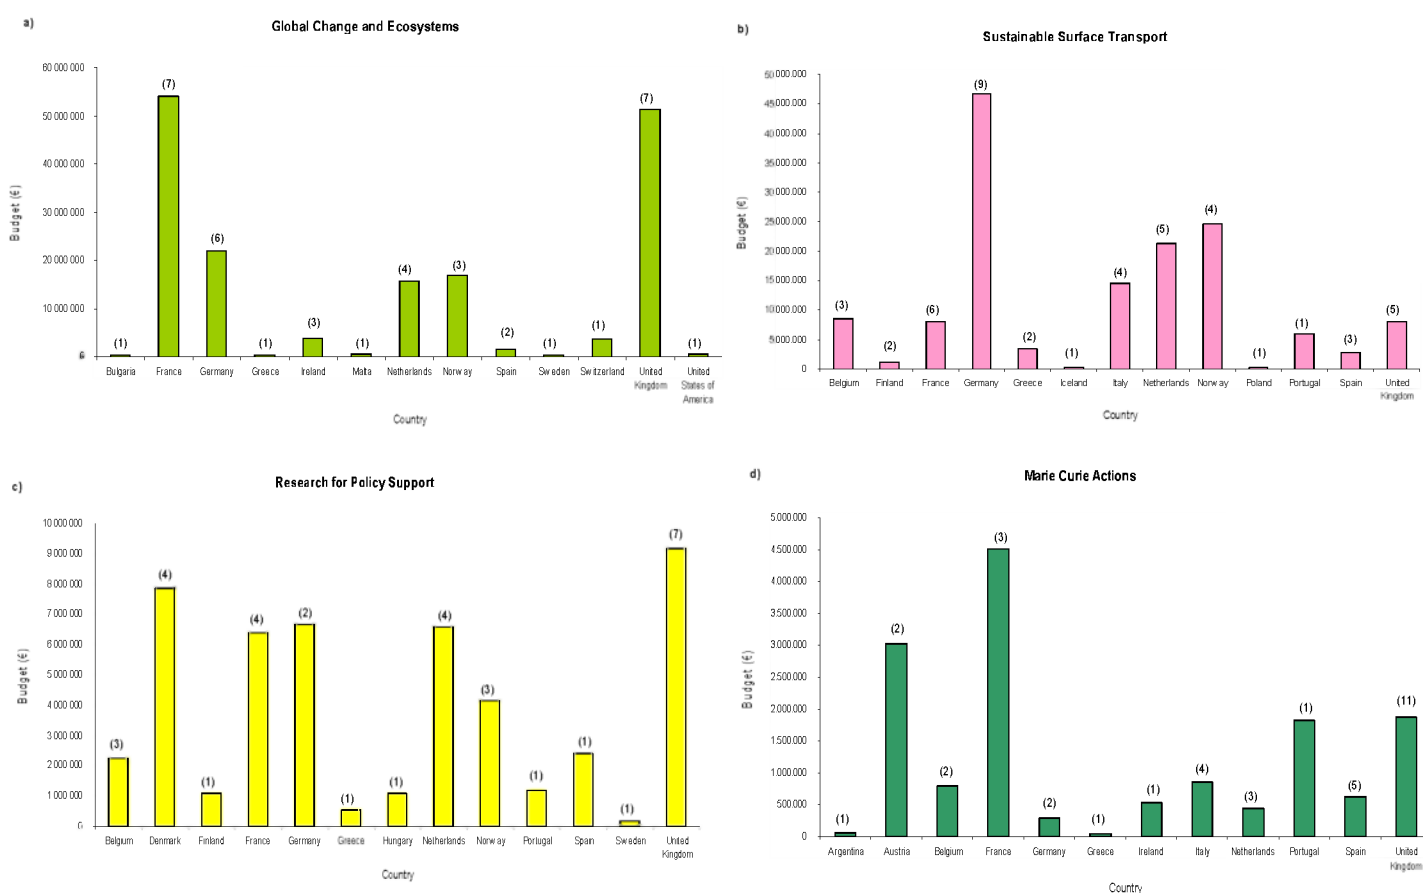 a)
Global Change and Ecosystems
60 000 000
50 000 000
40 000 000
30 000 000
20 000 000
10 000 000
Budget (€)
(1)
(7)
(6)
(1)
(3)
(1)
(4)
(3)
(2)
(1)
(1)
(7)
(1)
Bulgaria
France
Germany
Greece
Ireland
Malta
Netherlands
Norway
Spain
Sweden
Switzerland
United
Kingdom
United
States of
America
Country
b)
Sustainable Surface Transport
50.000.000
45.000.000
40.000.000
35.000.000
30.000.000
25.000.000
20.000.000
15.000.000
10.000.000
5.000.000
0
Budget (€)
(3)
(2)
(6)
(9)
(2)
(1)
(4)
(5)
(4)
(1)
(1)
(3)
(5)
Belgium
Finland
France
Germany
Greece
Iceland
Italy
Netherlands
Norway
Poland
Portugal
Spain
United
Kingdom
Country
c)
Research for Policy Support
10 000 000
9 000 000
8 000 000
7 000 000
6 000 000
5 000 000
4 000 000
3 000 000
2 000 000
1 000 000
0
Budget (€)
(3)
(4)
(1)
(4)
(2)
(1)
(1)
(4)
(3)
(1)
(1)
(1)
(7)
Belgium
Denmark
Finland
France
Germany
Greece
Hungary
Netherlands
Norway
Portugal
Spain
Sweden
United
Kingdom
Country
d)
Marie Curie Actions
5.000.000
4.500.000
4.000.000
3.500.000
3.000.000
2.500.000
2.000.000
1.500.000
1.000.000
500.000
0
Budget (€)
(1)
(2)
(2)
(3)
(2)
(1)
(1)
(4)
(3)
(1)
(5)
(11)
Argentina
Austria
Belgium
France
Germany
Greece
Ireland
Italy
Netherlands
Portugal
Spain
United
Kingdom
Country